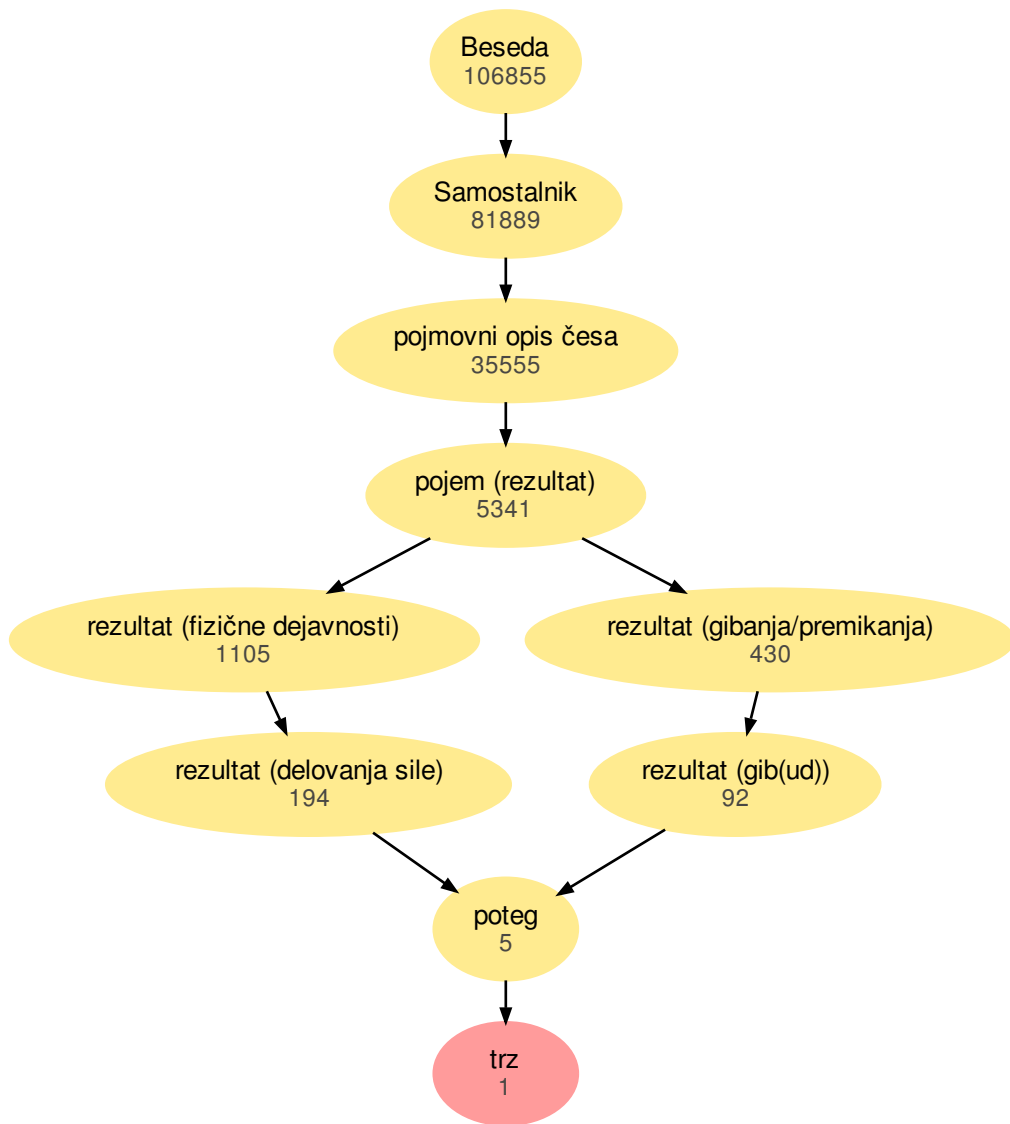 Beseda
106855
Samostalnik
81889
pojmovni opis česa
35555
pojem (rezultat)
5341
rezultat (fizične dejavnosti)
1105
rezultat (gibanja/premikanja)
430
rezultat (delovanja sile)
194
rezultat (gib(ud))
92
poteg
5
trz
1